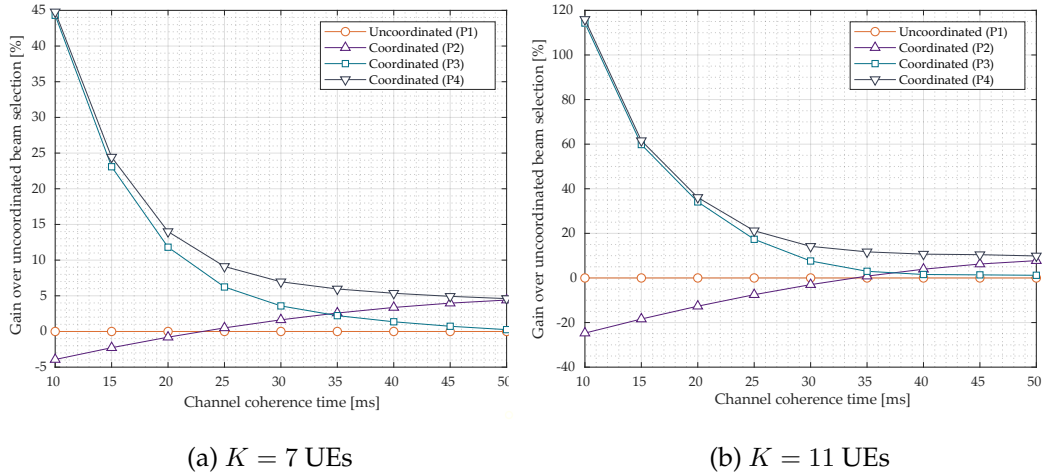 Gain over uncoordinated beam selection [%]
45
40
35
30
25
20
15
10
5
0
-5
Uncoordinated (P1)
Coordinated (P2)
Coordinated (P3)
Coordinated (P4)
10 15 20 25 30 35 40 45 50
Channel coherence time [ms]
(a) K = 7 UEs
Gain over uncoordinated beam selection [%]
120
100
80
60
40
20
0
-20
-40
Uncoordinated (P1)
Coordinated (P2)
Coordinated (P3)
Coordinated (P4)
10 15 20 25 30 35 40 45 50
Channel coherence time [ms]
(b) K = 11 UEs